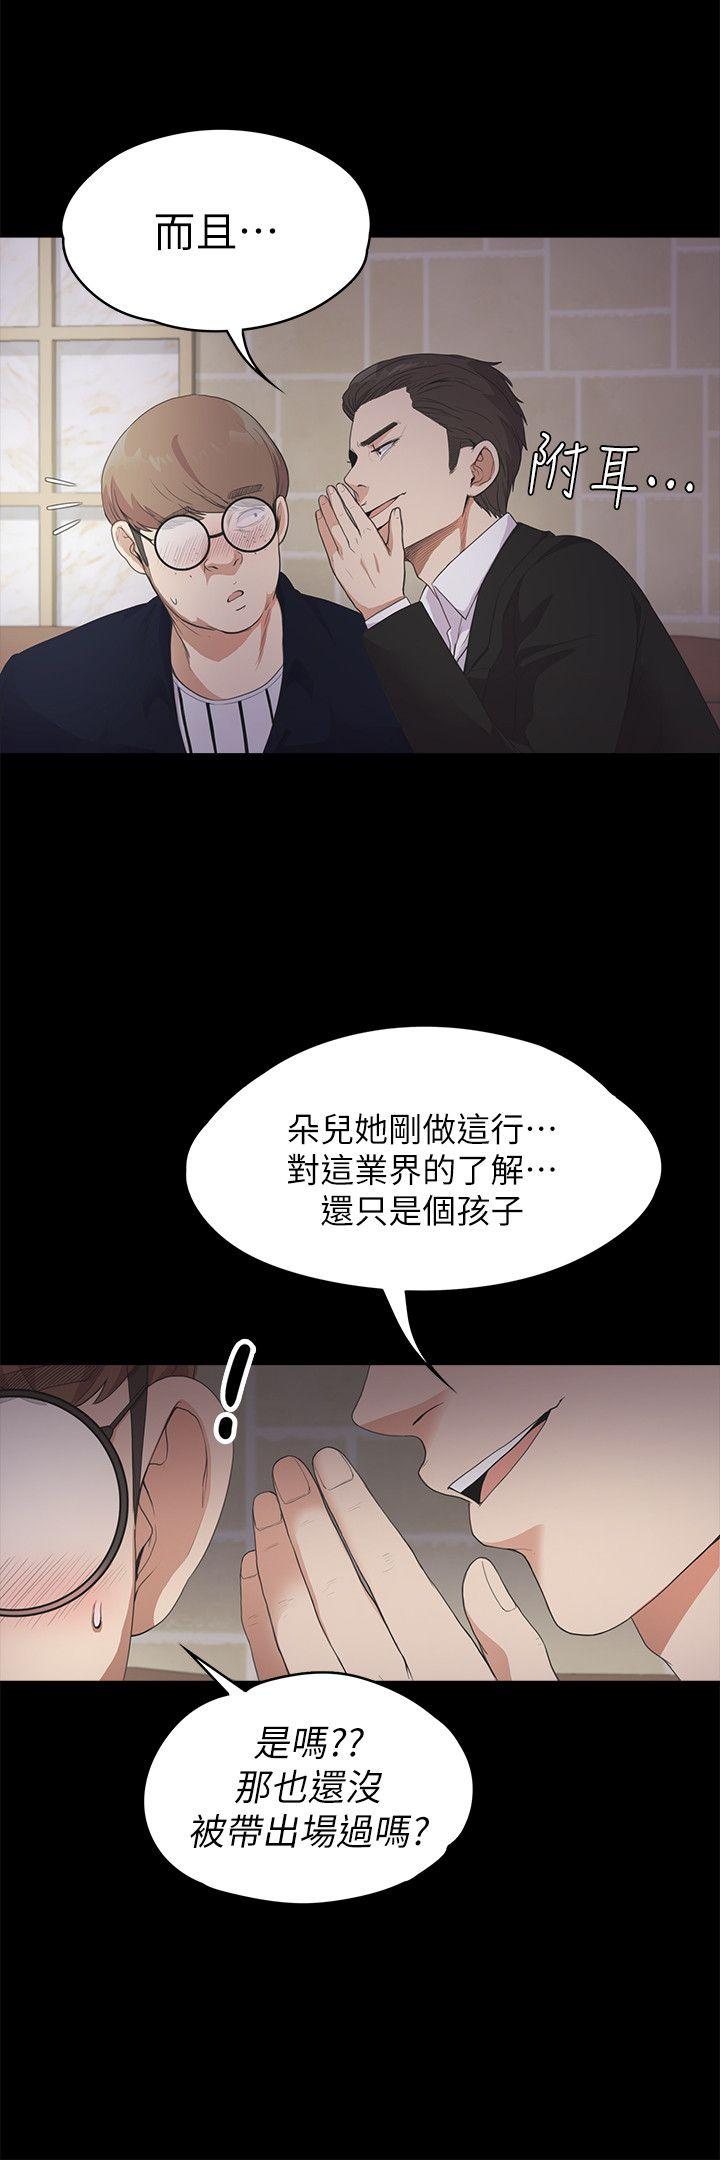 而且…
附耳…
朵兒她剛做這行…
對這業界的了解…
還只是個孩子
是嗎??
那也還沒
被帶出場過嗎?